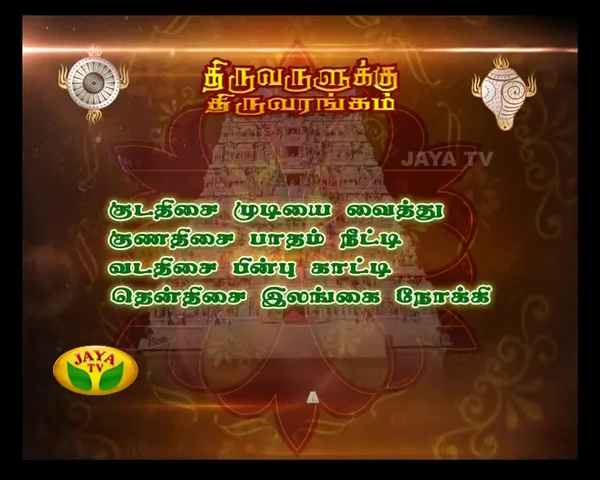 திருவருளுக்கு
திருவரங்கம்
JAYA TV
குடதிசை முடியை வைத்து
குணதிசை பாதம் நீட்டி
வடதிசை பின்பு காட்டி
தென்திசை இலங்கை நோக்கி
JAYA
TV
A